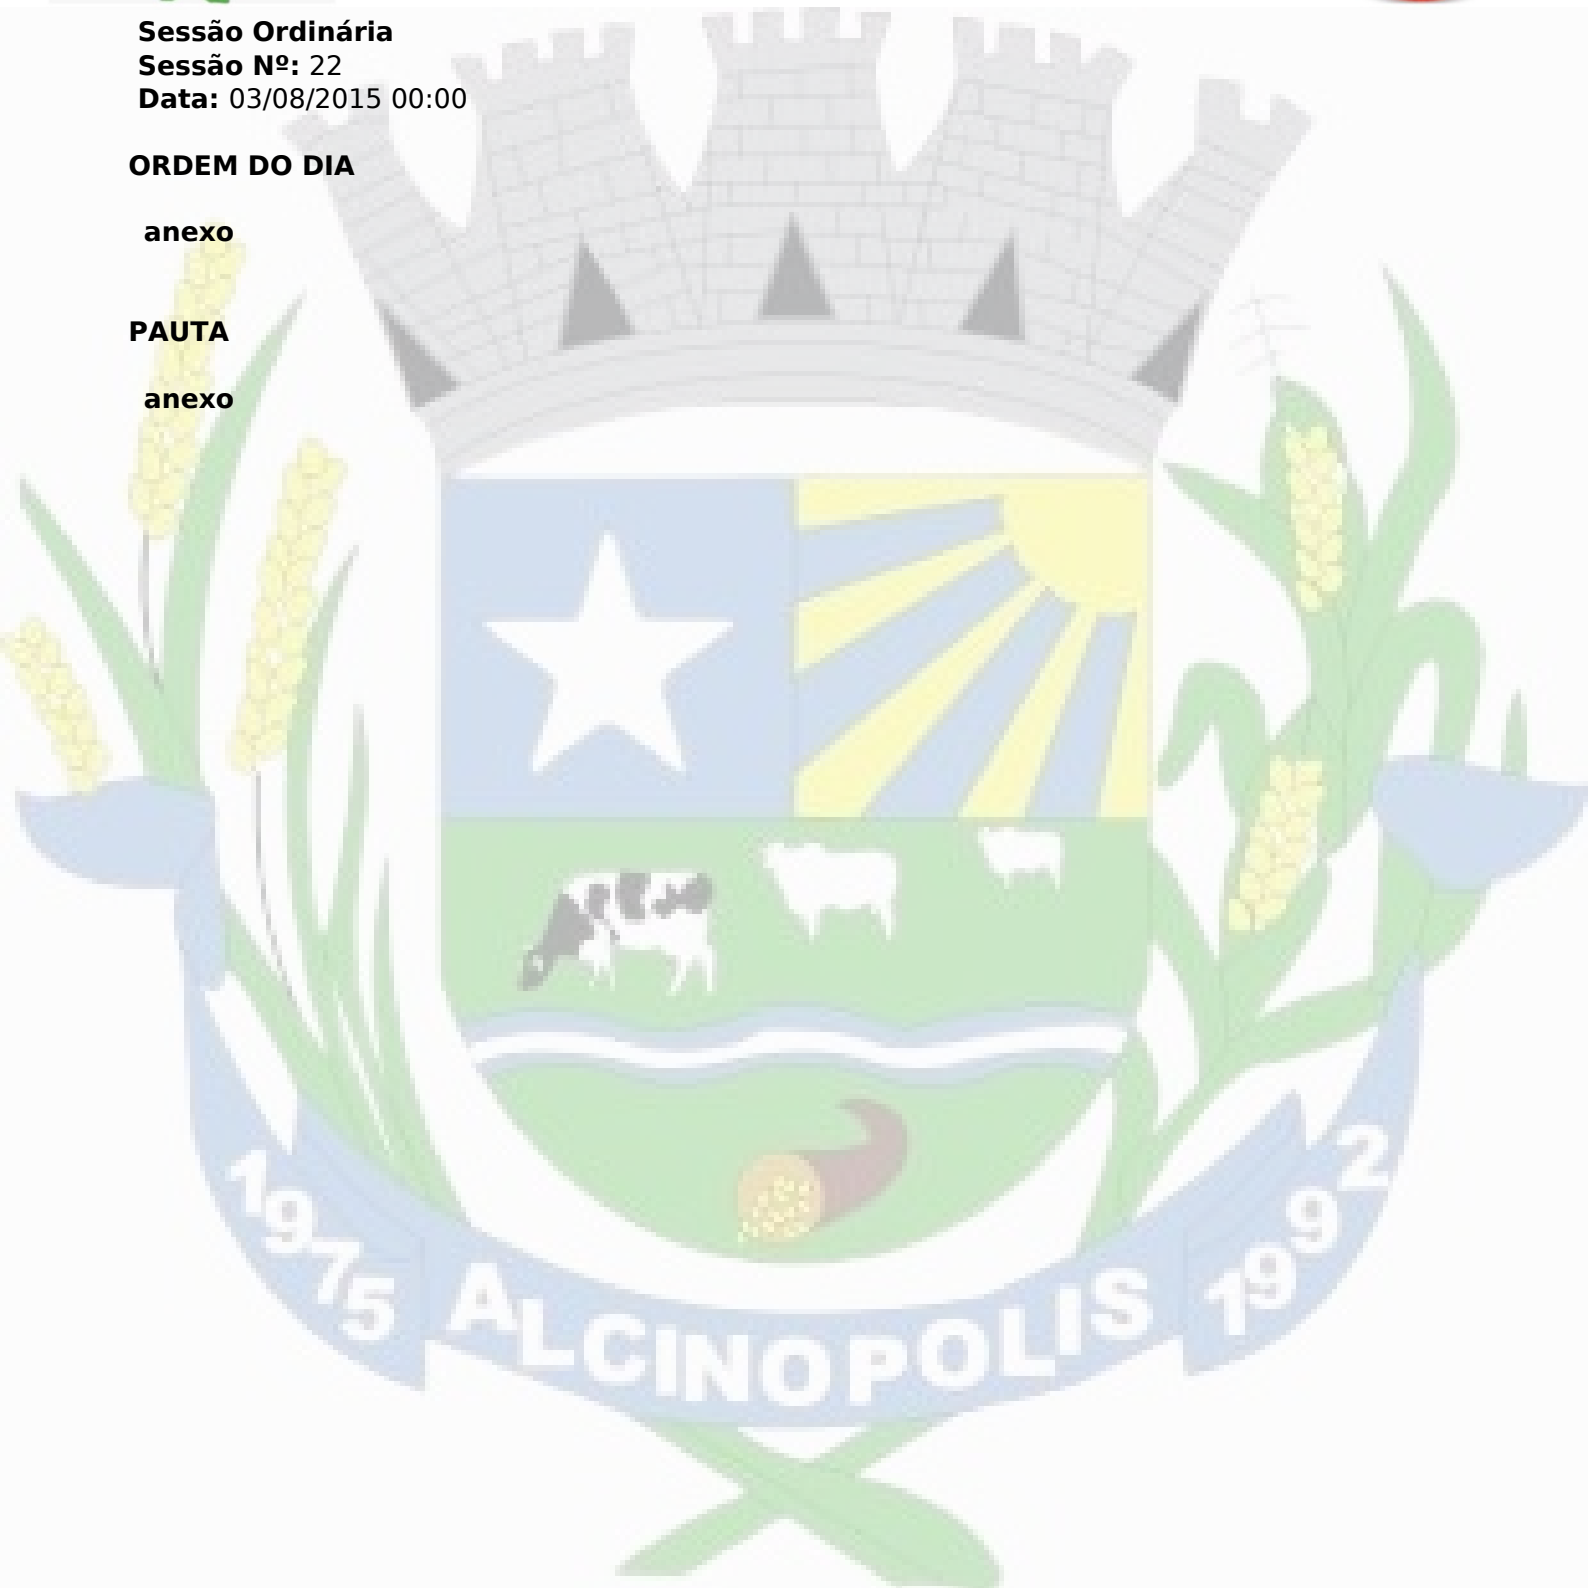 Sessão Ordinária
Sessão Nº: 22
Data: 03/08/2015 00:00
ORDEM DO DIA
anexo
PAUTA
anexo
1975 ALCINOPOLIS 1992